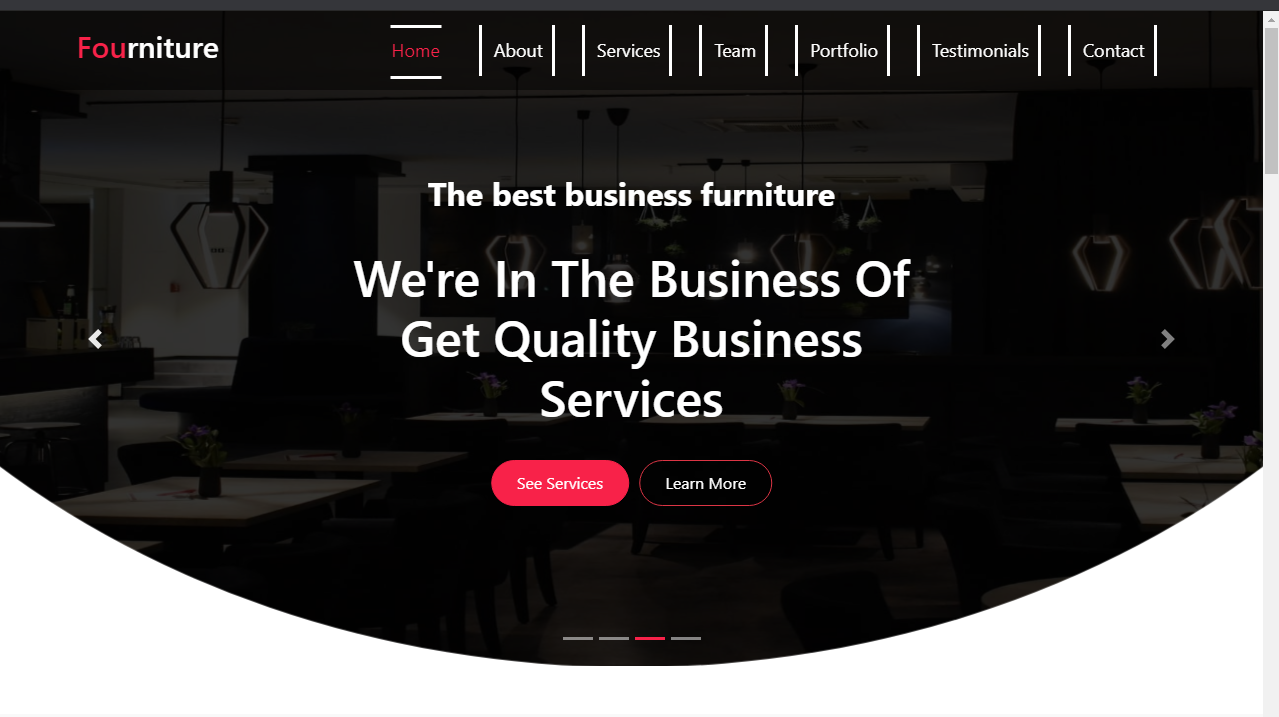 Fourniture
Home About Services Team Portfolio Testimonials Contact
The best business furniture
We're In The Business Of
Get Quality Business
Services
See Services Learn More